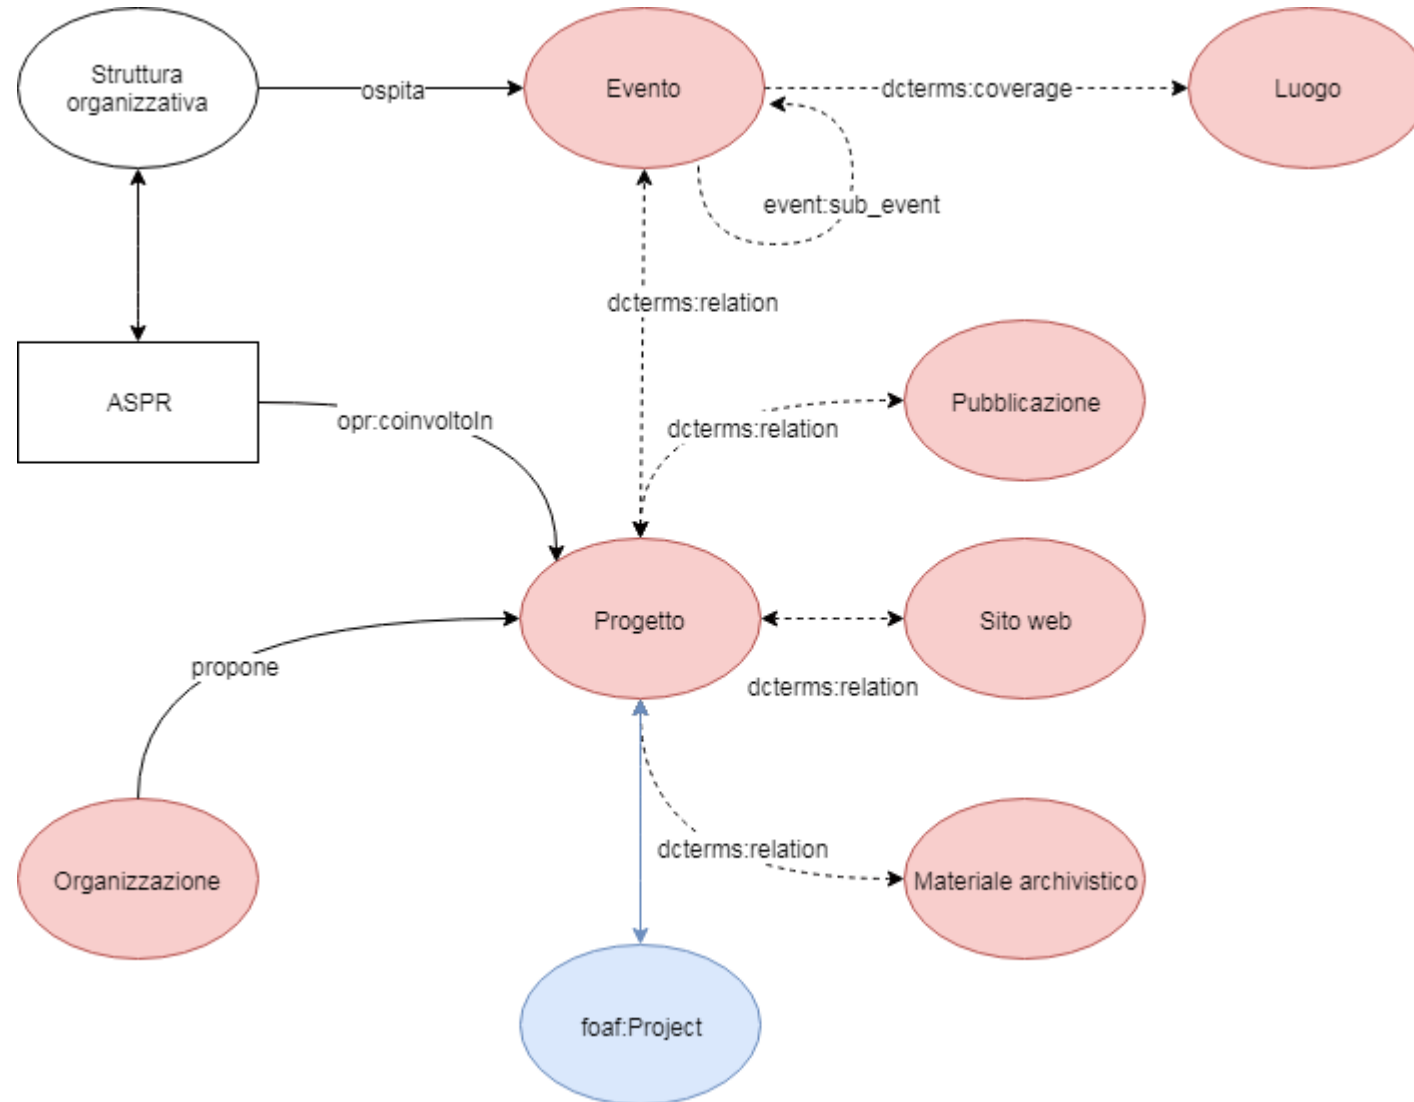 Struttura
organizzativa
ospita
Evento
dcterms:coverage
Luogo
event:sub_event
dcterms:relation
ASPR
opr:coinvoltoIn
dcterms:relation
Pubblicazione
Progetto
Sito web
propone
dcterms:relation
dcterms:relation
Organizzazione
Materiale archivistico
foaf:Project